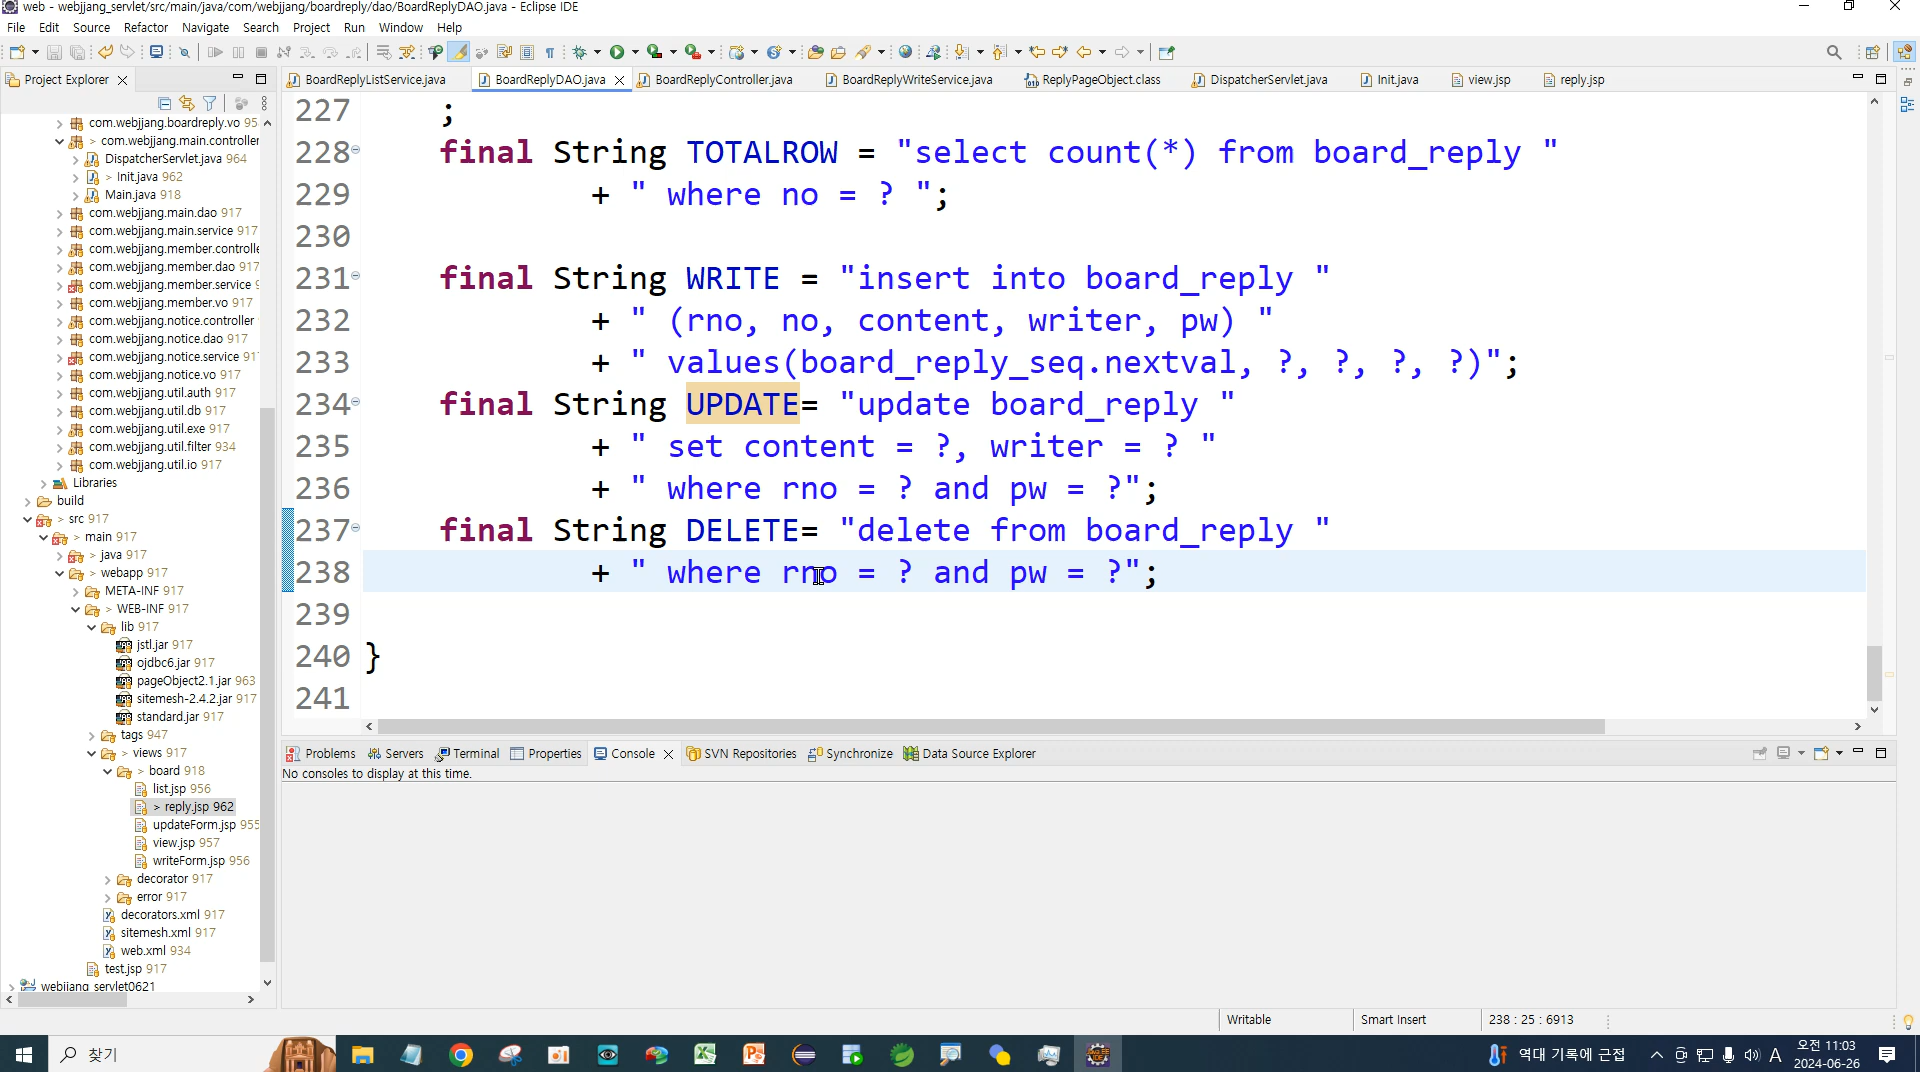 web - webjjang_servlet/src/main/java/com/webjjang/boardreply/dao/BoardReplyDAO.java - Eclipse IDE
File Edit Source Refactor Navigate Search Project Run Window Help
Project Explorer
BoardReplyListService.java BoardReplyDAO.java BoardReplyController.java BoardReplyWriteService.java ReplyPageObject.class DispatcherServlet.java Init.java view.jsp reply.jsp
com.webjjang.boardreply.vo 95
> com.webjjang.main.controller
DispatcherServlet.java 964
> Init.java 962
Main.java 918
com.webjjang.main.dao 917
com.webjjang.main.service 917
com.webjjang.member.controlle
com.webjjang.member.dao 917
com.webjjang.member.service 9
com.webjjang.member.vo 917
com.webjjang.notice.controller
com.webjjang.notice.dao 917
com.webjjang.notice.service 91
com.webjjang.notice.vo 917
com.webjjang.util.auth 917
com.webjjang.util.db 917
com.webjjang.util.exe 917
com.webjjang.util.filter 934
com.webjjang.util.io 917
Libraries
build
> src 917
> main 917
> java 917
> webapp 917
META-INF 917
> WEB-INF 917
lib 917
jstl.jar 917
ojdbc6.jar 917
pageObject2.1.jar 963
sitemesh-2.4.2.jar 917
standard.jar 917
tags 947
> views 917
> board 918
list.jsp 956
> reply.jsp 962
updateForm.jsp 955
view.jsp 957
writeForm.jsp 956
decorator 917
error 917
decorators.xml 917
sitemesh.xml 917
web.xml 934
test.jsp 917
webjjang_servlet0621
227 ;
228 final String TOTALROW = "select count(*) from board_reply "
229 + " where no = ? ";
230
231 final String WRITE = "insert into board_reply "
232 + " (rno, no, content, writer, pw) "
233 + " values(board_reply_seq.nextval, ?, ?, ?, ?)";
234 final String UPDATE= "update board_reply "
235 + " set content = ?, writer = ? "
236 + " where rno = ? and pw = ?";
237 final String DELETE= "delete from board_reply "
238 + " where rno = ? and pw = ?";
239
240 }
241
Problems Servers Terminal Properties Console SVN Repositories Synchronize Data Source Explorer
No consoles to display at this time.
Writable Smart Insert 238 : 25 : 6913
찾기
역대 기록에 근접
A
오전 11:03
2024-06-26